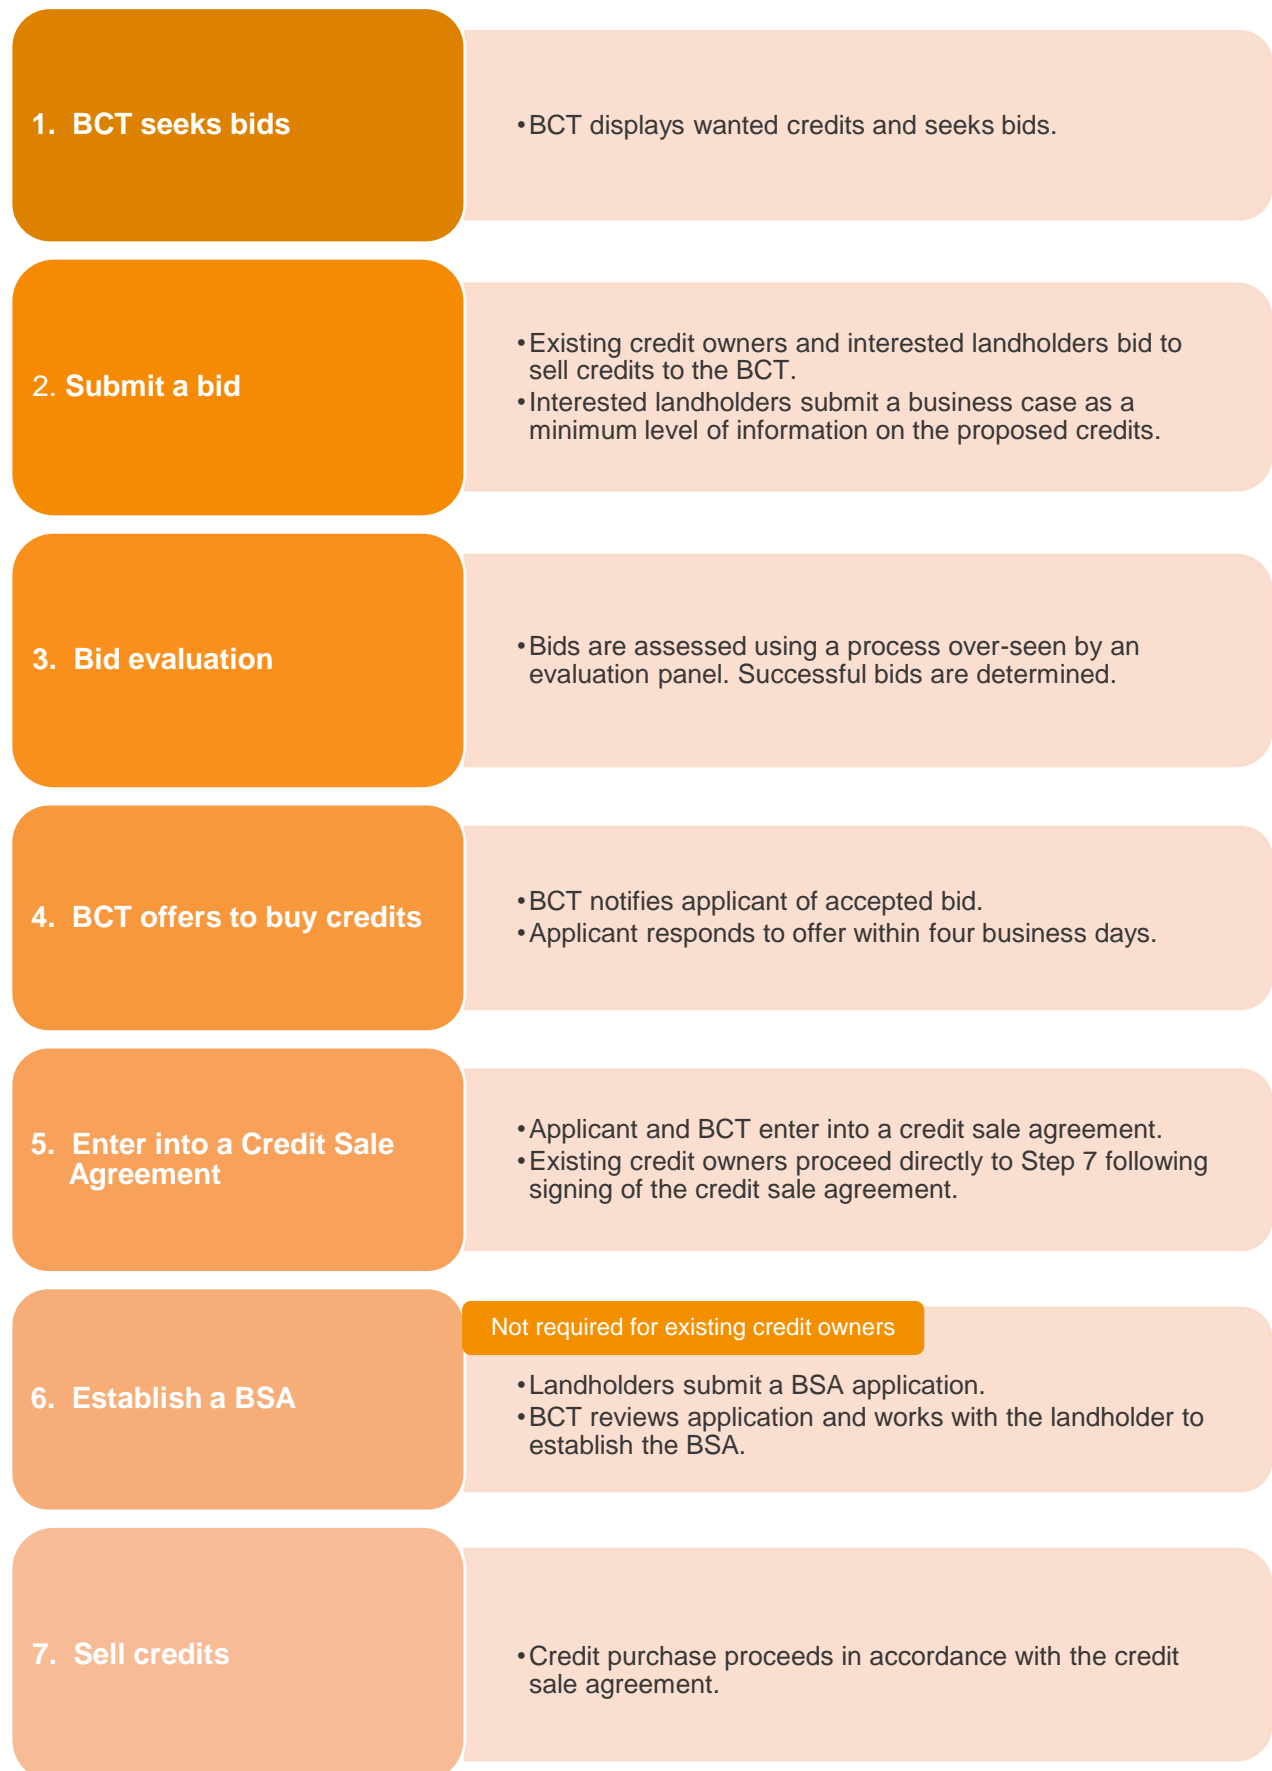 1. BCT seeks bids
•BCT displays wanted credits and seeks bids.
2. Submit a bid
•Existing credit owners and interested landholders bid to
sell credits to the BCT.
•Interested landholders submit a business case as a
minimum level of information on the proposed credits.
3. Bid evaluation
•Bids are assessed using a process over-seen by an
evaluation panel. Successful bids are determined.
4. BCT offers to buy credits
•BCT notifies applicant of accepted bid.
•Applicant responds to offer within four business days.
5. Enter into a Credit Sale
Agreement
•Applicant and BCT enter into a credit sale agreement.
•Existing credit owners proceed directly to Step 7 following
signing of the credit sale agreement.
Not required for existing credit owners
6. Establish a BSA
•Landholders submit a BSA application.
•BCT reviews application and works with the landholder to
establish the BSA.
7. Sell credits
•Credit purchase proceeds in accordance with the credit
sale agreement.